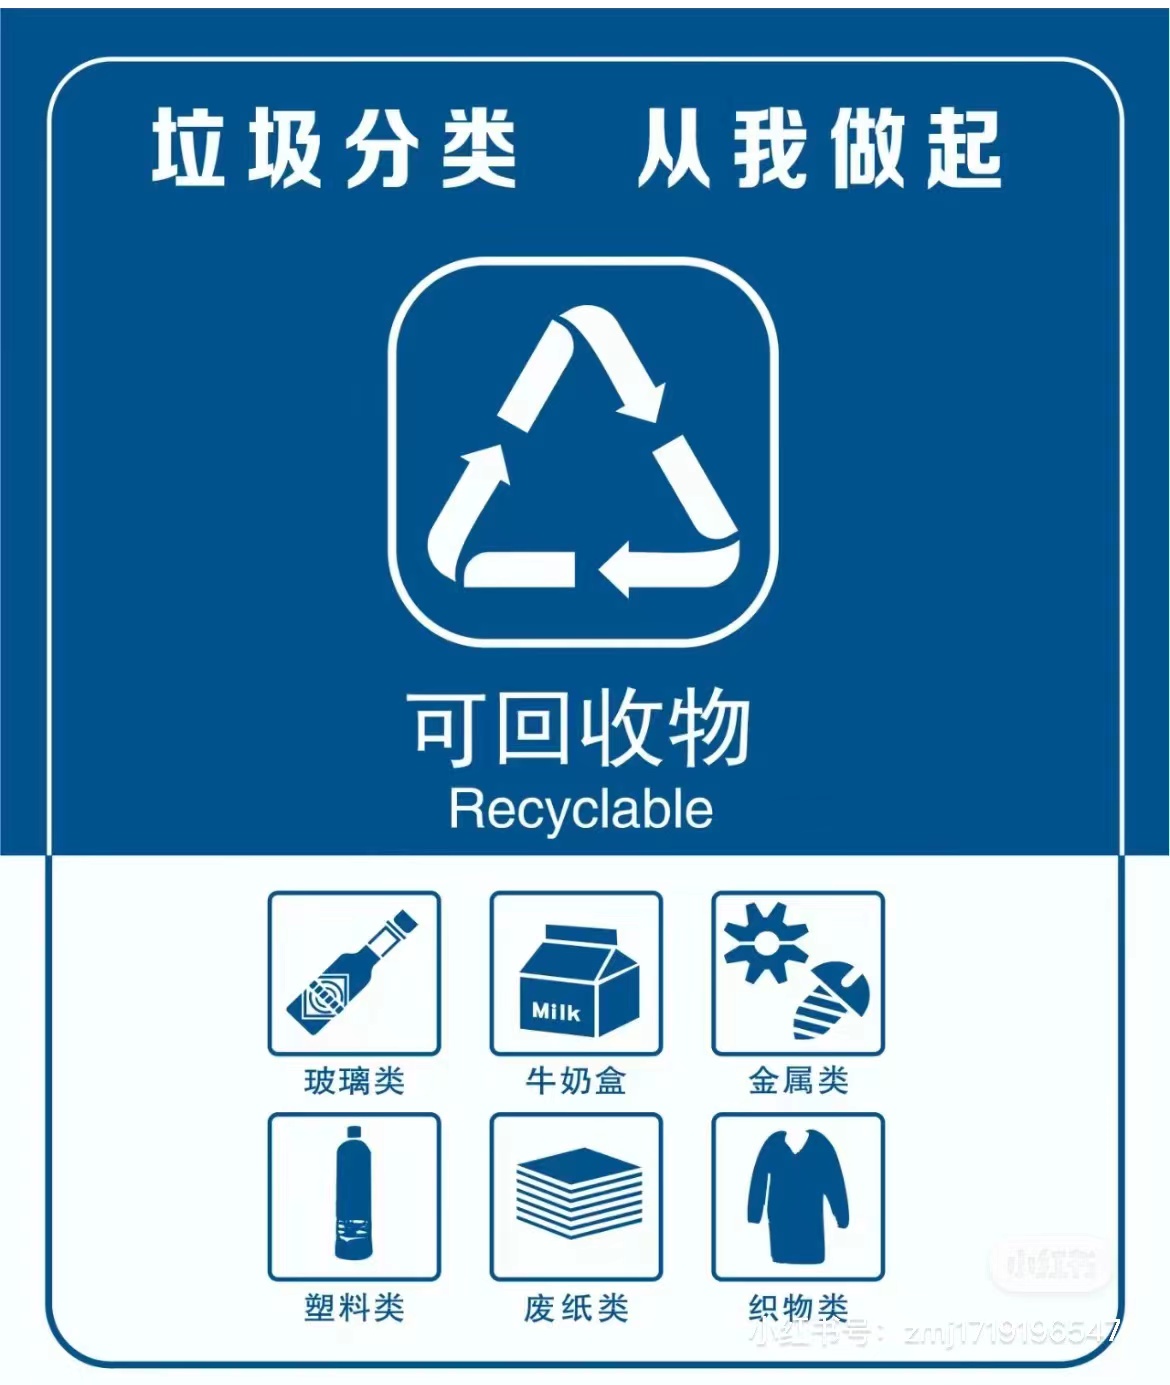 垃圾分类 从我做起
可回收物
Recyclable
Milk
玻璃类 牛奶盒 金属类
塑料类 废纸类 织物类
小红书
小红书号：zmj1719196547